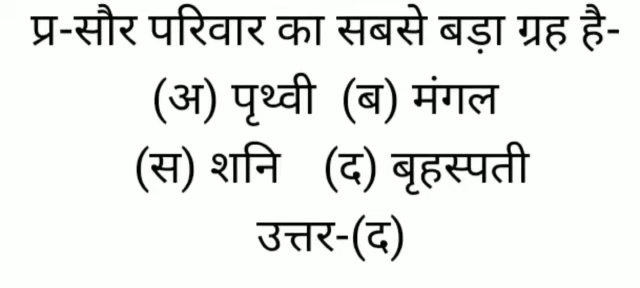 प्र-सौर परिवार का सबसे बड़ा ग्रह है-
(अ) पृथ्वी (ब) मंगल
(स) शनि (द) बृहस्पती
उत्तर-(द)